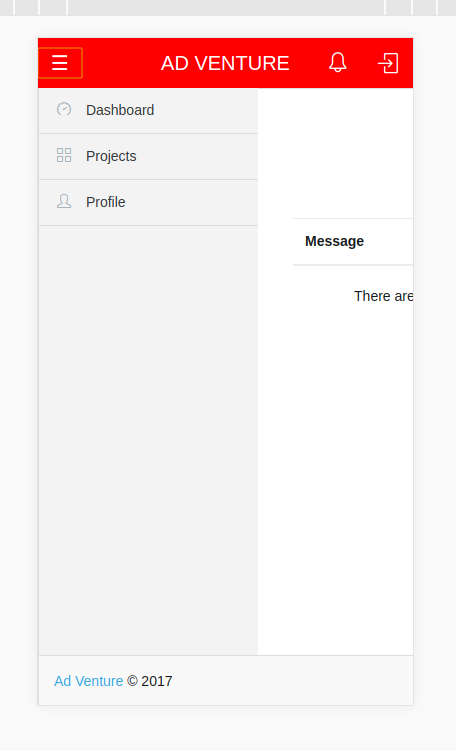 AD VENTURE
Dashboard
Projects
Profile
Message
There are
Ad Venture © 2017